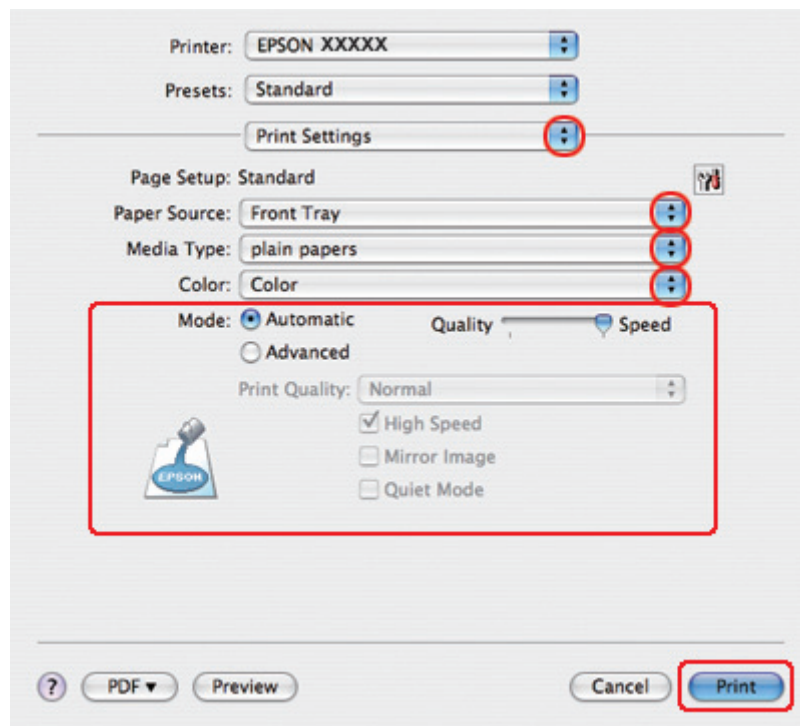 Printer: EPSON XXXXX
Presets: Standard
Print Settings
Page Setup: Standard
Paper Source: Front Tray
Media Type: plain papers
Color: Color
Mode: Automatic Quality Speed
Advanced
Print Quality: Normal
High Speed
Mirror Image
EPSON
Quiet Mode
? PDF ▼ Preview Cancel Print